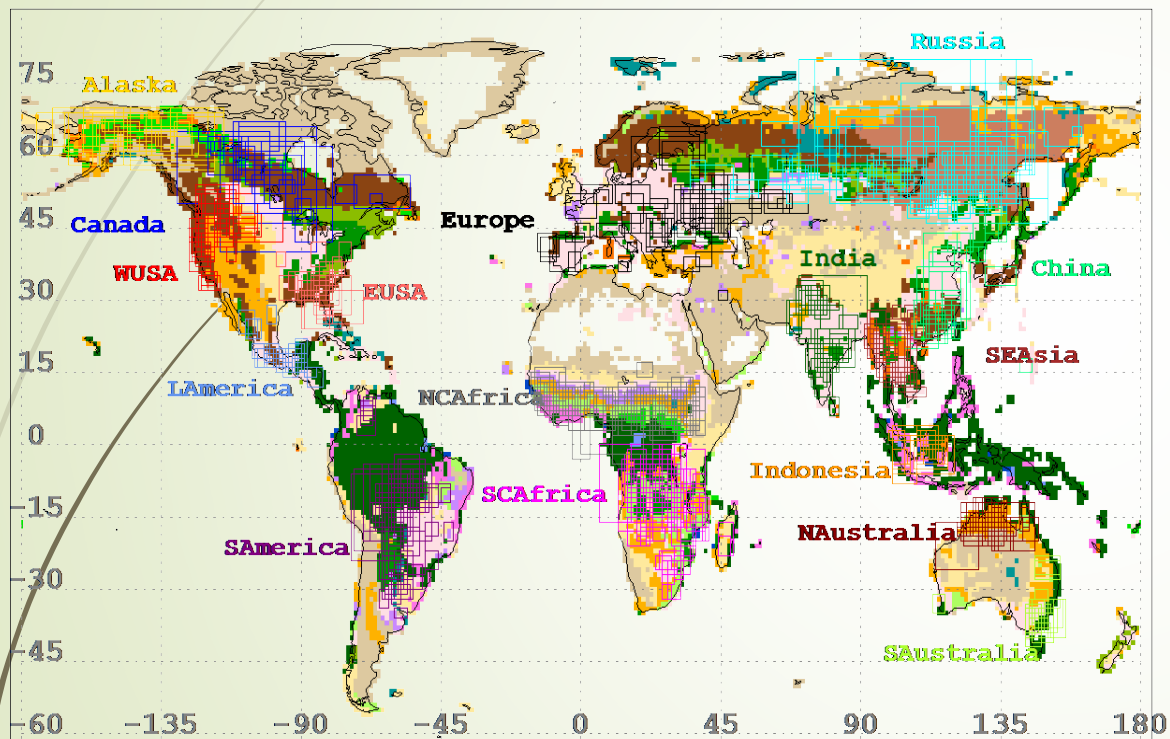 Russia
75
Alaska
60
45
Canada
Europe
India
WUSA
China
30
EUSA
SEAsia
15
LAmerica
NCAfrica
0
Indonesia
SCAfrica
-15
NAustralia
SAmerica
-30
-45
SAustralia
-60
-135
-90
-45
0
45
90
135
180